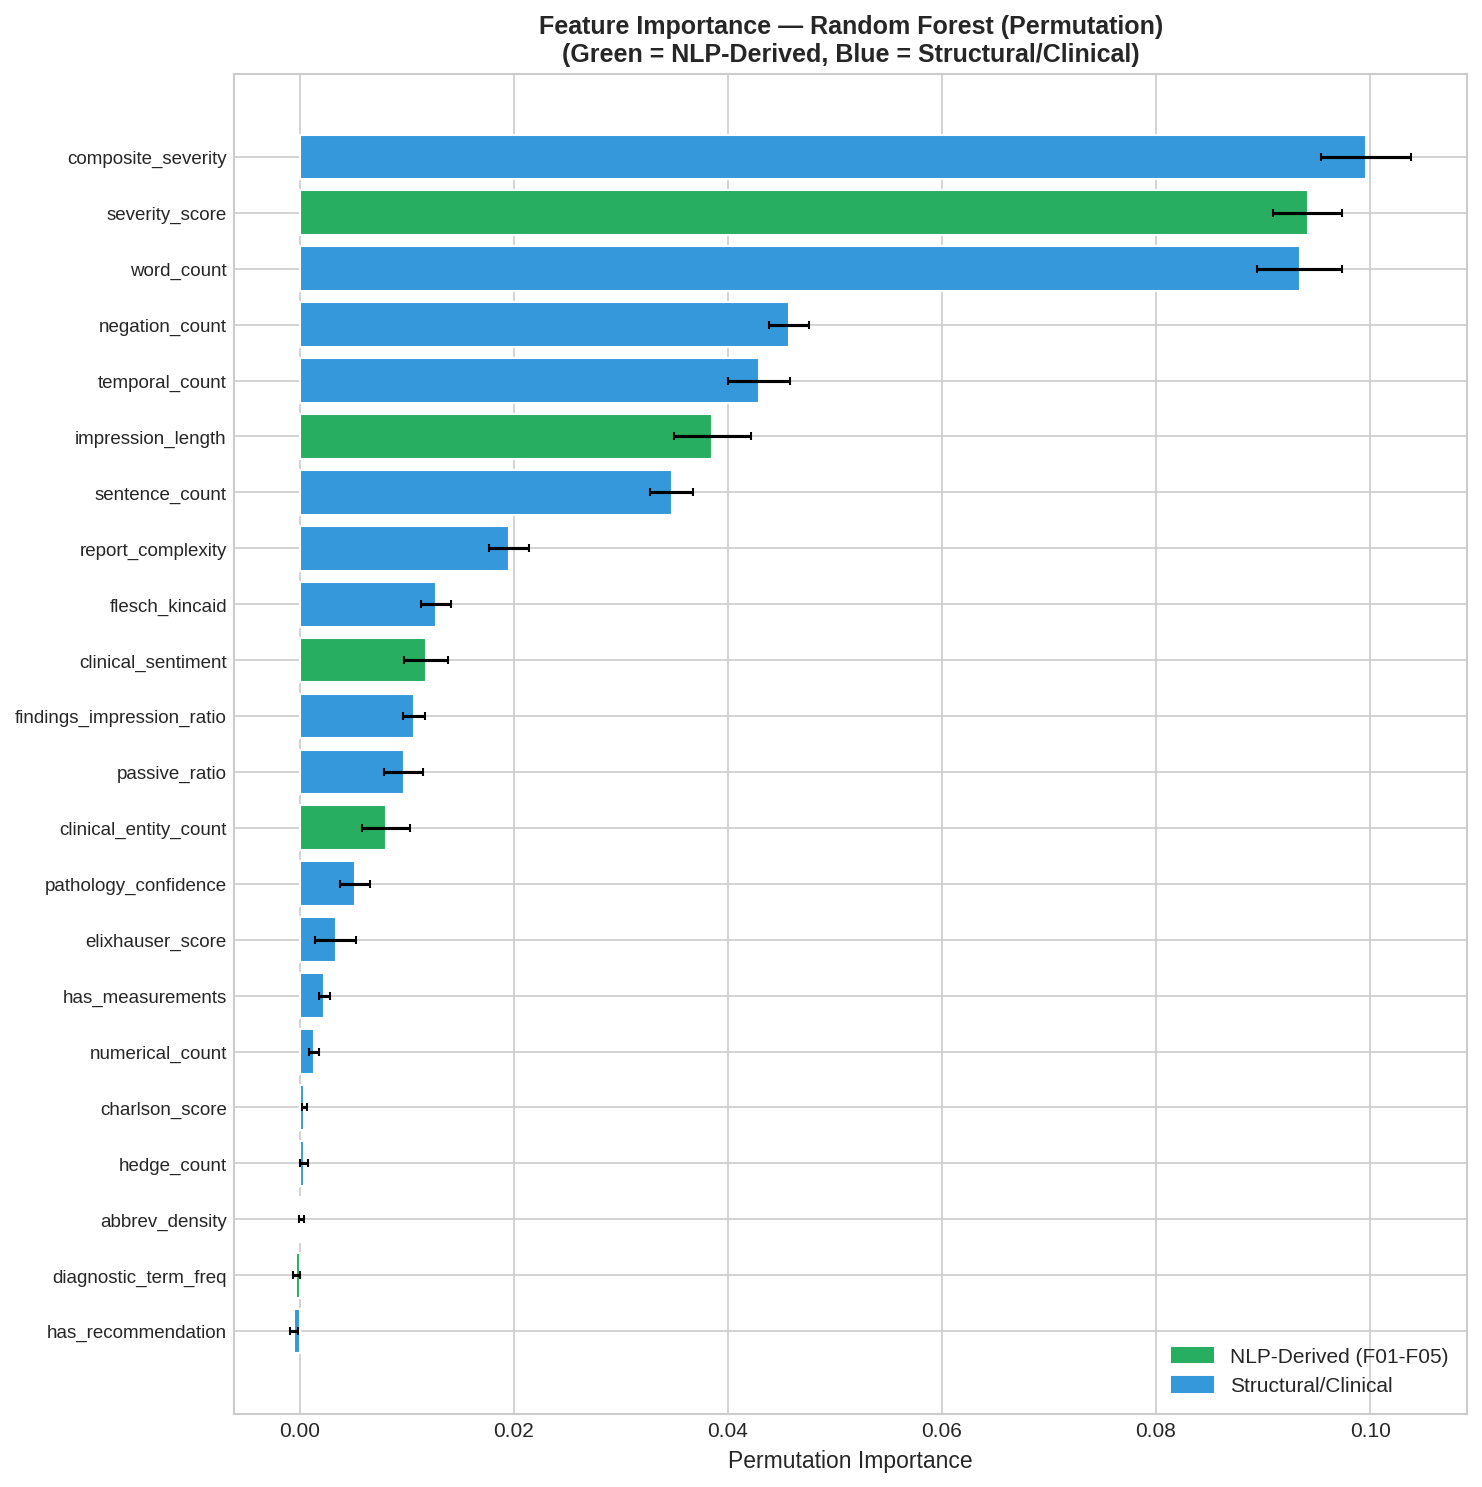 Feature Importance — Random Forest (Permutation)
(Green = NLP-Derived, Blue = Structural/Clinical)
composite_severity
severity_score
word_count
negation_count
temporal_count
impression_length
sentence_count
report_complexity
flesch_kincaid
clinical_sentiment
findings_impression_ratio
passive_ratio
clinical_entity_count
pathology_confidence
elixhauser_score
has_measurements
numerical_count
charlson_score
hedge_count
abbrev_density
diagnostic_term_freq
has_recommendation
NLP-Derived (F01-F05)
Structural/Clinical
0.00 0.02 0.04 0.06 0.08 0.10
Permutation Importance